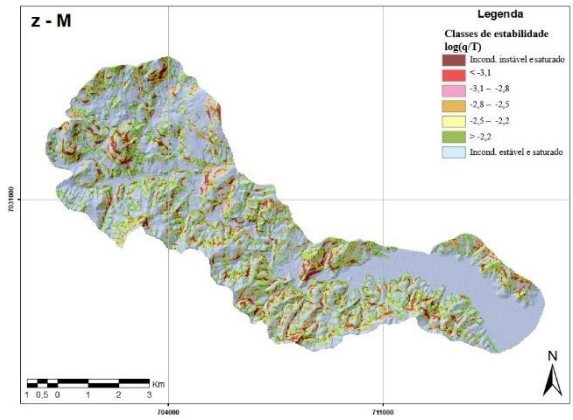 z - M
Legenda
Classes de estabilidade
log(q/T)
Incond. instável e saturado
< -3,1
-3,1 – -2,8
-2,8 – -2,5
-2,5 – -2,2
> -2,2
Incond. estável e saturado
7031000
N
Km
1 0,5 0 1 2 3
704000
711000